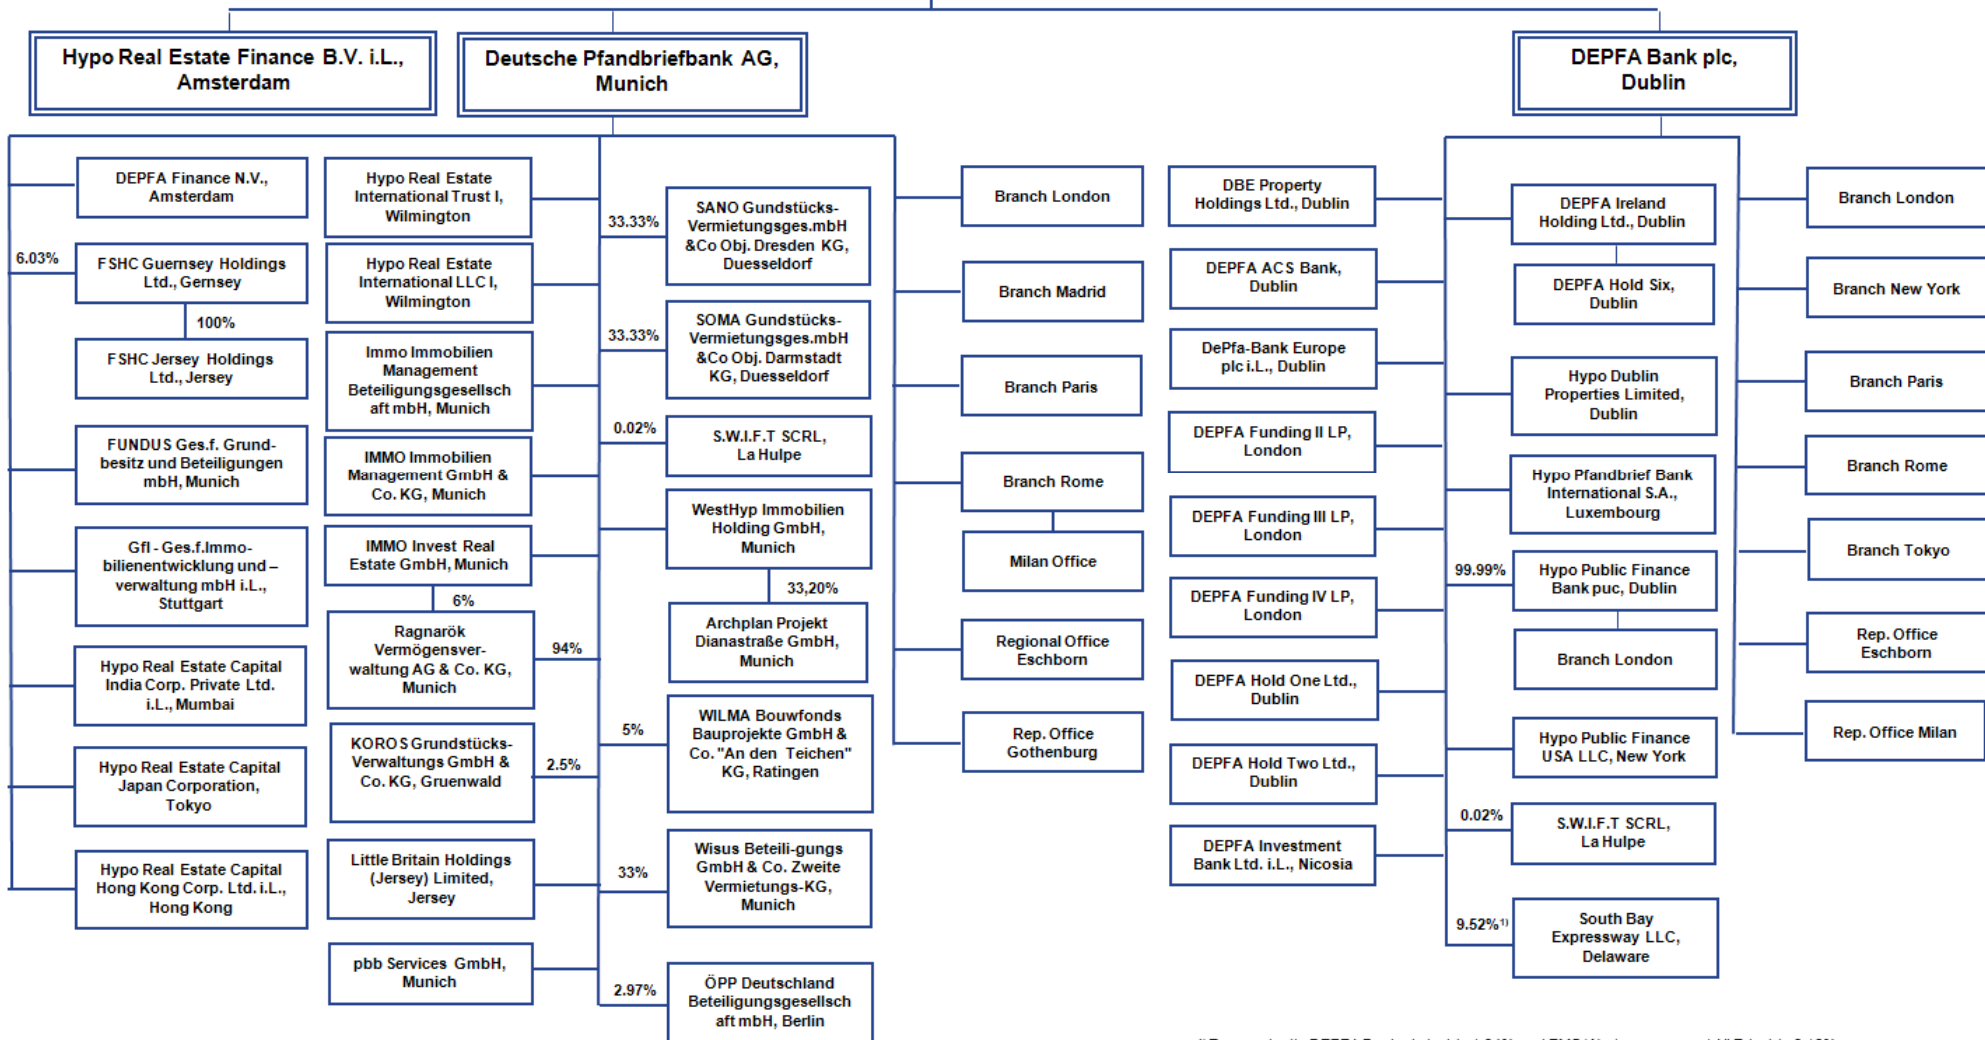 Hypo Real Estate Finance B.V. i.L.,
Amsterdam
Deutsche Pfandbriefbank AG,
Munich
DEPFA Bank plc,
Dublin
DEPFA Finance N.V.,
Amsterdam
6.03%
FSHC Guernsey Holdings
Ltd., Gernsey
100%
FSHC Jersey Holdings
Ltd., Jersey
FUNDUS Ges.f. Grund-
besitz und Beteiligungen
mbH, Munich
GfI - Ges.f.Immo-
bilienentwicklung und –
verwaltung mbH i.L.,
Stuttgart
Hypo Real Estate Capital
India Corp. Private Ltd.
i.L., Mumbai
Hypo Real Estate Capital
Japan Corporation,
Tokyo
Hypo Real Estate Capital
Hong Kong Corp. Ltd. i.L.,
Hong Kong
Hypo Real Estate
International Trust I,
Wilmington
Hypo Real Estate
International LLC I,
Wilmington
Immo Immobilien
Management
Beteiligungsgesellsch
aft mbH, Munich
IMMO Immobilien
Management GmbH &
Co. KG, Munich
IMMO Invest Real
Estate GmbH, Munich
6%
Ragnarök
Vermögensver-
waltung AG & Co. KG,
Munich
94%
KOROS Grundstücks-
Verwaltungs GmbH &
Co. KG, Gruenwald
2.5%
Little Britain Holdings
(Jersey) Limited,
Jersey
pbb Services GmbH,
Munich
33.33%
SANO Gundstücks-
Vermietungsges.mbH
&Co Obj. Dresden KG,
Duesseldorf
33.33%
SOMA Gundstücks-
Vermietungsges.mbH
&Co Obj. Darmstadt
KG, Duesseldorf
0.02%
S.W.I.F.T SCRL,
La Hulpe
WestHyp Immobilien
Holding GmbH,
Munich
33,20%
Archplan Projekt
Dianastraße GmbH,
Munich
5%
WILMA Bouwfonds
Bauprojekte GmbH &
Co. "An den Teichen"
KG, Ratingen
33%
Wisus Beteili-gungs
GmbH & Co. Zweite
Vermietungs-KG,
Munich
2.97%
ÖPP Deutschland
Beteiligungsgesellsch
aft mbH, Berlin
Branch London
Branch Madrid
Branch Paris
Branch Rome
Milan Office
Regional Office
Eschborn
Rep. Office
Gothenburg
DBE Property
Holdings Ltd., Dublin
DEPFA ACS Bank,
Dublin
DePfa-Bank Europe
plc i.L., Dublin
DEPFA Funding II LP,
London
DEPFA Funding III LP,
London
DEPFA Funding IV LP,
London
DEPFA Hold One Ltd.,
Dublin
DEPFA Hold Two Ltd.,
Dublin
DEPFA Investment
Bank Ltd. i.L., Nicosia
DEPFA Ireland
Holding Ltd., Dublin
DEPFA Hold Six,
Dublin
Hypo Dublin
Properties Limited,
Dublin
Hypo Pfandbrief Bank
International S.A.,
Luxembourg
99.99%
Hypo Public Finance
Bank puc, Dublin
Branch London
Hypo Public Finance
USA LLC, New York
0.02%
S.W.I.F.T SCRL,
La Hulpe
9.52%¹⁾
South Bay
Expressway LLC,
Delaware
Branch London
Branch New York
Branch Paris
Branch Rome
Branch Tokyo
Rep. Office
Eschborn
Rep. Office Milan